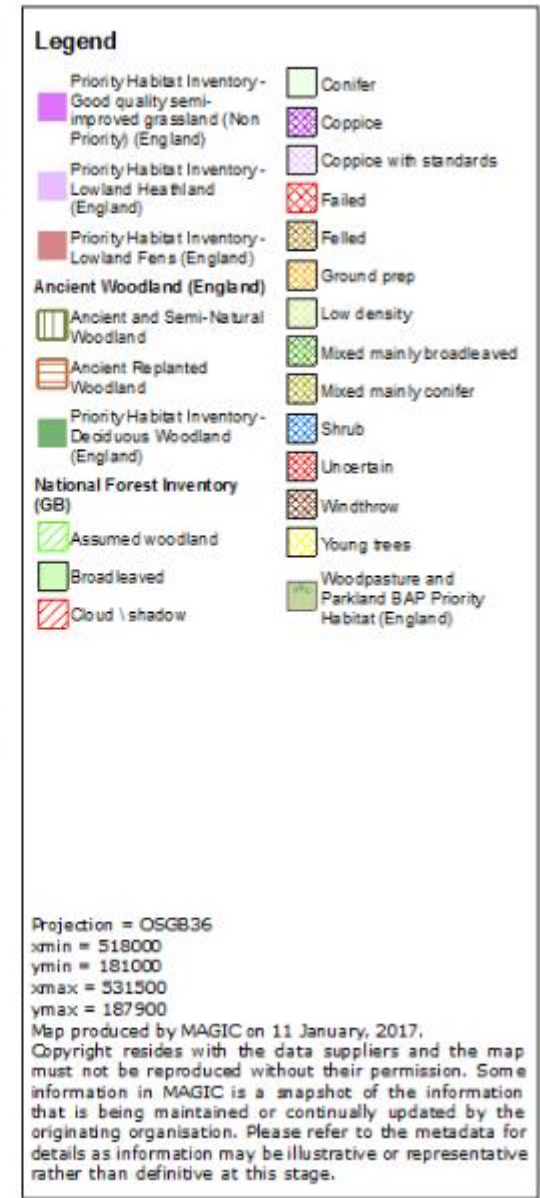 Legend
Priority Habitat Inventory -
Good quality semi-
improved grassland (Non
Priority) (England)
Priority Habitat Inventory -
Lowland Heathland
(England)
Priority Habitat Inventory -
Lowland Fens (England)
Ancient Woodland (England)
Ancient and Semi-Natural
Woodland
Ancient Replanted
Woodland
Priority Habitat Inventory -
Deciduous Woodland
(England)
National Forest Inventory
(GB)
Assumed woodland
Broadleaved
Cloud \ shadow
Conifer
Coppice
Coppice with standards
Failed
Felled
Ground prep
Low density
Mixed mainly broadleaved
Mixed mainly conifer
Shrub
Uncertain
Windthrow
Young trees
Woodpasture and
Parkland BAP Priority
Habitat (England)
Projection = OSGB36
xmin = 518000
ymin = 181000
xmax = 531500
ymax = 187900
Map produced by MAGIC on 11 January, 2017.
Copyright resides with the data suppliers and the map
must not be reproduced without their permission. Some
information in MAGIC is a snapshot of the information
that is being maintained or continually updated by the
originating organisation. Please refer to the metadata for
details as information may be illustrative or representative
rather than definitive at this stage.